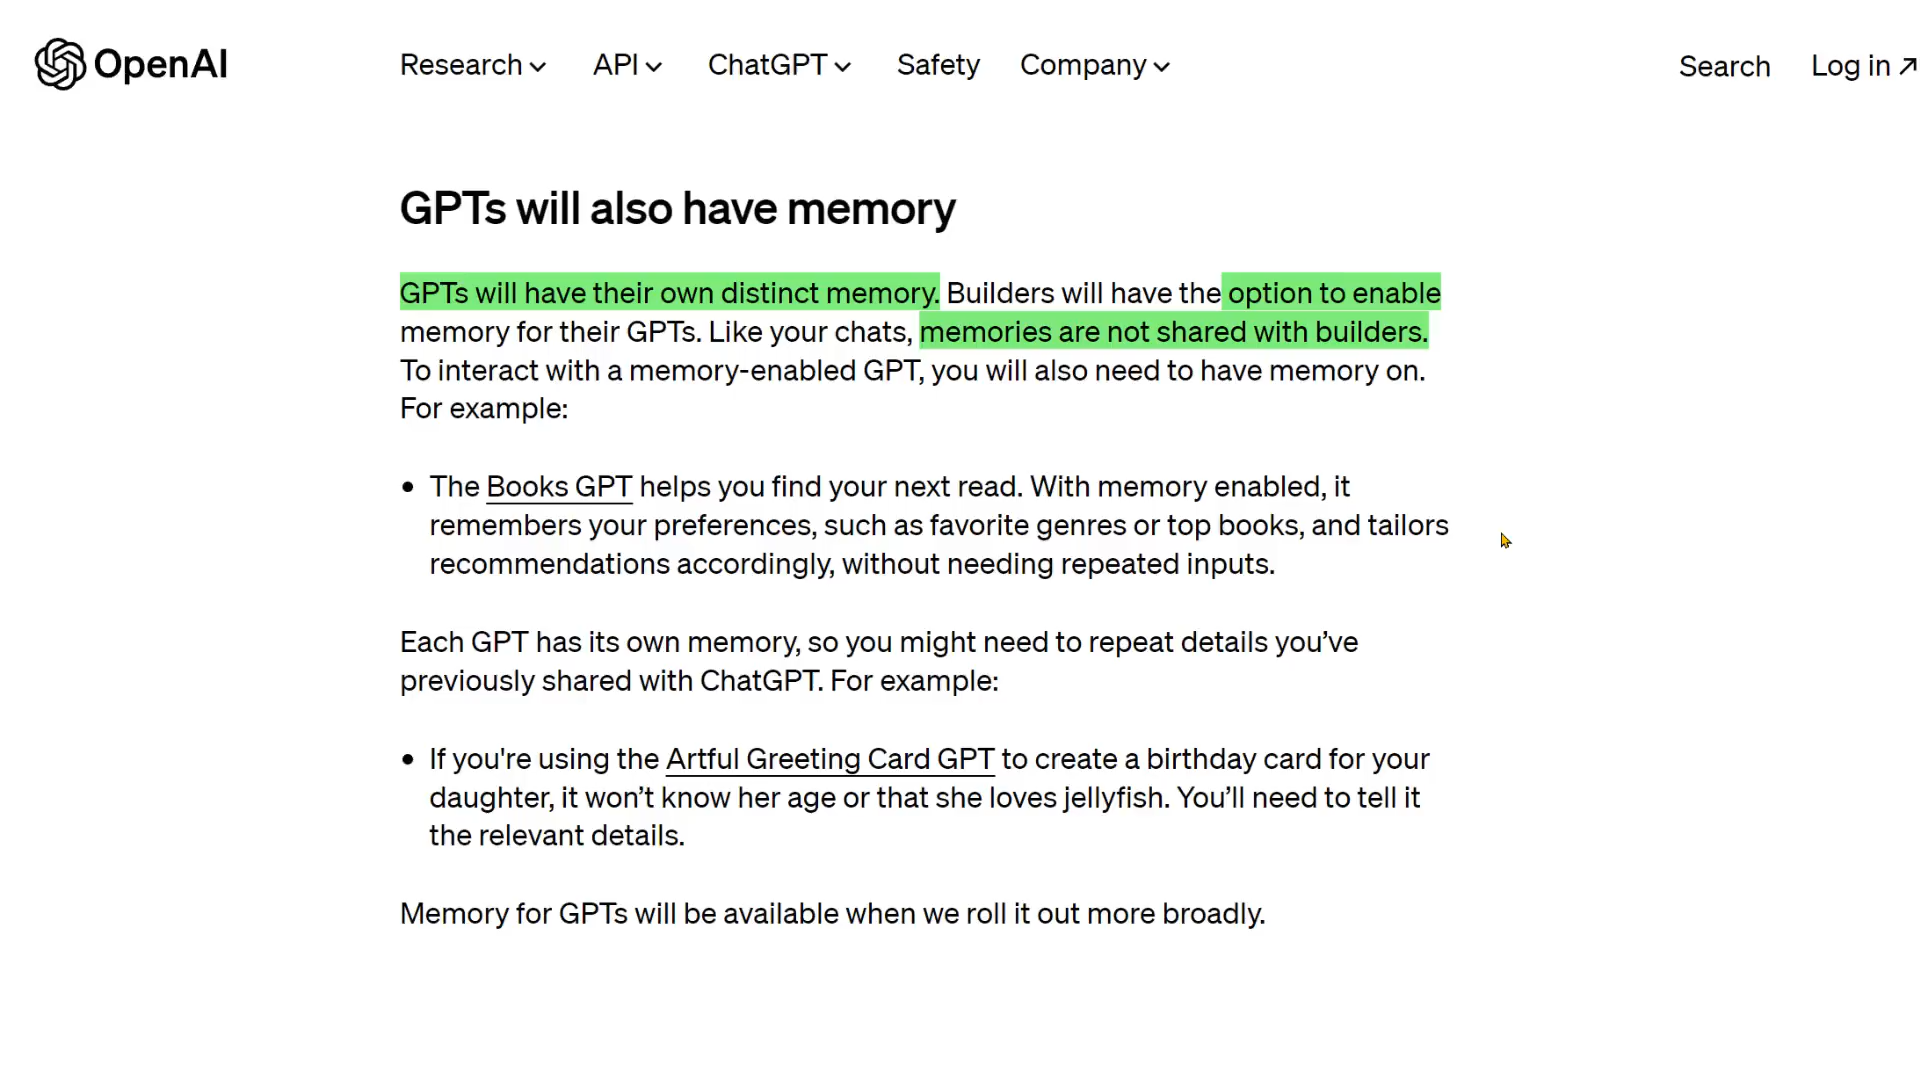 OpenAI
Research API ChatGPT Safety Company Search Log in ↗
GPTs will also have memory
GPTs will have their own distinct memory. Builders will have the option to enable
memory for their GPTs. Like your chats, memories are not shared with builders.
To interact with a memory-enabled GPT, you will also need to have memory on.
For example:
• The Books GPT helps you find your next read. With memory enabled, it
remembers your preferences, such as favorite genres or top books, and tailors
recommendations accordingly, without needing repeated inputs.
Each GPT has its own memory, so you might need to repeat details you’ve
previously shared with ChatGPT. For example:
• If you're using the Artful Greeting Card GPT to create a birthday card for your
daughter, it won’t know her age or that she loves jellyfish. You’ll need to tell it
the relevant details.
Memory for GPTs will be available when we roll it out more broadly.